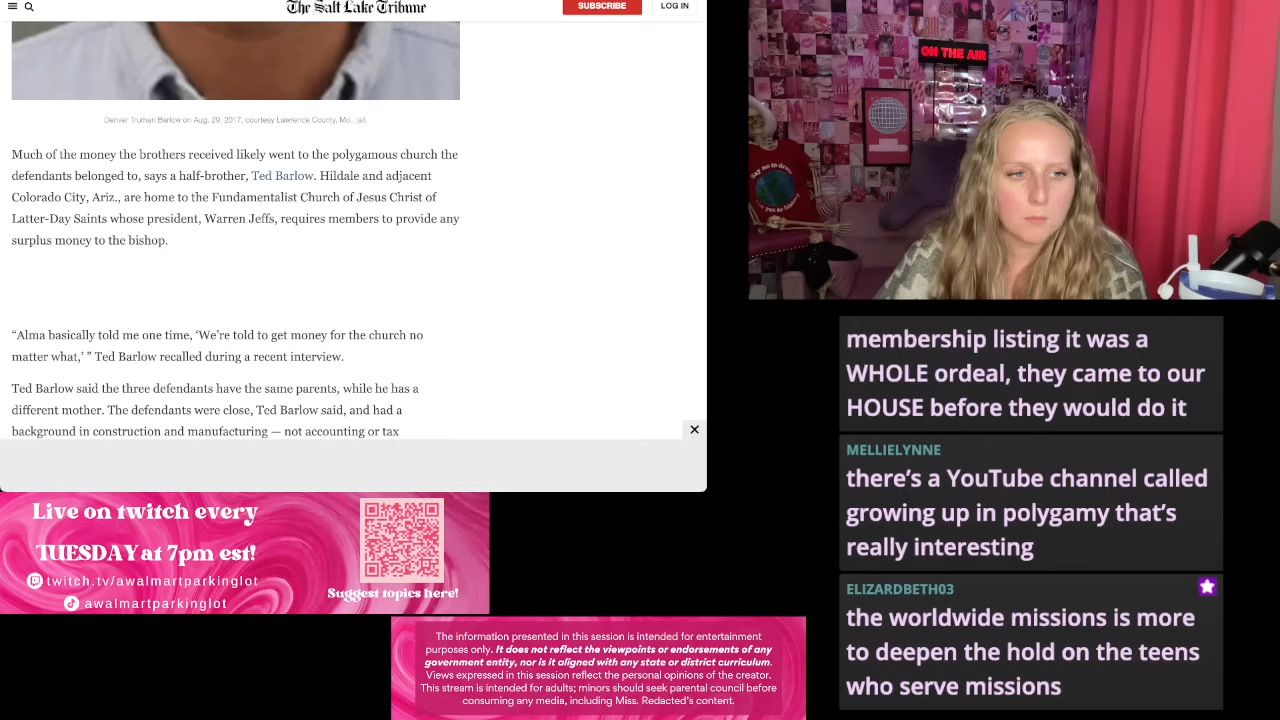 The Salt Lake Tribune
SUBSCRIBE
LOG IN
Denver Truman Barlow on Aug. 29, 2017, courtesy Lawrence County, Mo., jail.
Much of the money the brothers received likely went to the polygamous church the
defendants belonged to, says a half-brother, Ted Barlow. Hildale and adjacent
Colorado City, Ariz., are home to the Fundamentalist Church of Jesus Christ of
Latter-Day Saints whose president, Warren Jeffs, requires members to provide any
surplus money to the bishop.
“Alma basically told me one time, ‘We’re told to get money for the church no
matter what,’ ” Ted Barlow recalled during a recent interview.
Ted Barlow said the three defendants have the same parents, while he has a
different mother. The defendants were close, Ted Barlow said, and had a
background in construction and manufacturing — not accounting or tax
Live on twitch every
TUESDAY at 7pm est!
twitch.tv/awalmartparkinglot
awalmartparkinglot
Suggest topics here!
The information presented in this session is intended for entertainment
purposes only. It does not reflect the viewpoints or endorsements of any
government entity, nor is it aligned with any state or district curriculum.
Views expressed in this session reflect the personal opinions of the creator.
This stream is intended for adults; minors should seek parental council before
consuming any media, including Miss. Redacted's content.
ON THE AIR
membership listing it was a
WHOLE ordeal, they came to our
HOUSE before they would do it
MELLIELYNNE
there’s a YouTube channel called
growing up in polygamy that’s
really interesting
ELIZARDBETH03
the worldwide missions is more
to deepen the hold on the teens
who serve missions